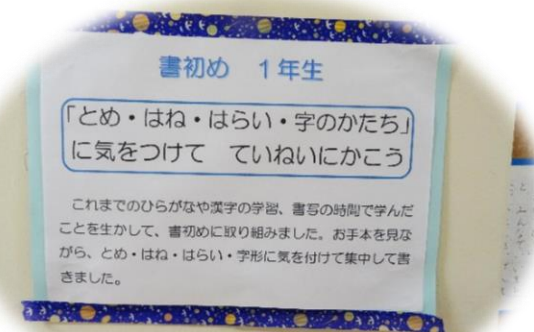 書初め 1年生
「とめ・はね・はらい・字のかたち」
に気をつけて ていねいにかこう
これまでのひらがなや漢字の学習、書写の時間で学んだ
ことを生かして、書初めに取り組みました。お手本を見な
がら、とめ・はね・はらい・字形に気を付けて集中して書
きました。